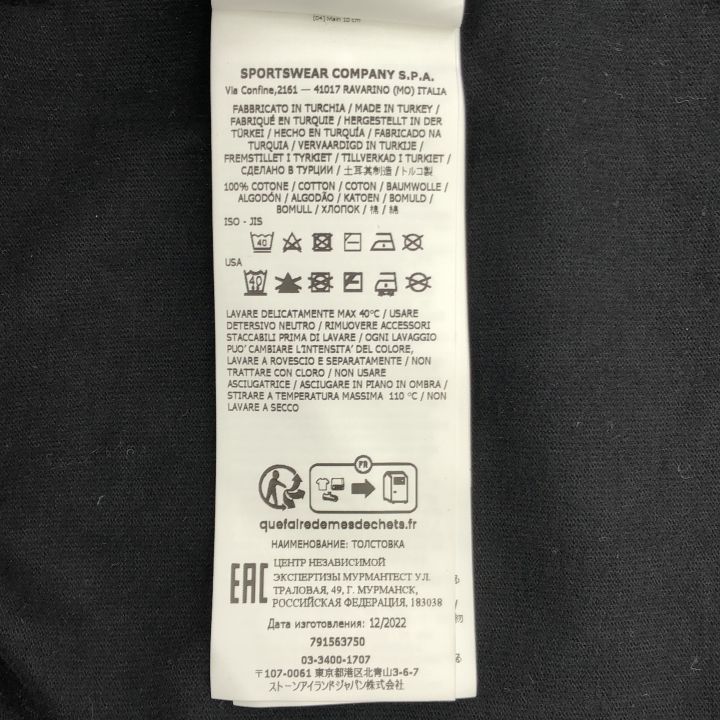 [04] Main 10 cm
SPORTSWEAR COMPANY S.P.A.
Via Confine,2161 — 41017 RAVARINO (MO) ITALIA
FABBRICATO IN TURCHIA / MADE IN TURKEY /
FABRIQUÉ EN TURQUIE / HERGESTELLT IN DER
TÜRKEI / HECHO EN TURQUÍA / FABRICADO NA
TURQUIA / VERVAARDIGD IN TURKIJE /
FREMSTILLET I TYRKIET / TILLVERKAD I TURKIET /
СДЕЛАНО В ТУРЦИИ / 土耳其制造 / トルコ製
100% COTONE / COTTON / COTON / BAUMWOLLE /
ALGODÓN / ALGODÃO / KATOEN / BOMULD /
BOMULL / ХЛОПОК / 棉 / 綿
ISO - JIS
40
USA
40
LAVARE DELICATAMENTE MAX 40°C / USARE
DETERSIVO NEUTRO / RIMUOVERE ACCESSORI
STACCABILI PRIMA DI LAVARE / OGNI LAVAGGIO
PUO' CAMBIARE L'INTENSITA' DEL COLORE,
LAVARE A ROVESCIO E SEPARATAMENTE / NON
TRATTARE CON CLORO / NON USARE
ASCIUGATRICE / ASCIUGARE IN PIANO IN OMBRA /
STIRARE A TEMPERATURA MASSIMA 110 °C / NON
LAVARE A SECCO
FR
quefairedemesdechets.fr
НАИМЕНОВАНИЕ: ТОЛСТОВКА
EAC
ЦЕНТР НЕЗАВИСИМОЙ
ЭКСПЕРТИЗЫ МУРМАНТЕСТ УЛ.
ТРАЛОВАЯ, 49, Г. МУРМАНСК,
РОССИЙСКАЯ ФЕДЕРАЦИЯ, 183038
Дата изготовления: 12/2022
791563750
03-3400-1707
〒107-0061 東京都港区北青山3-6-7
ストーンアイランドジャパン株式会社